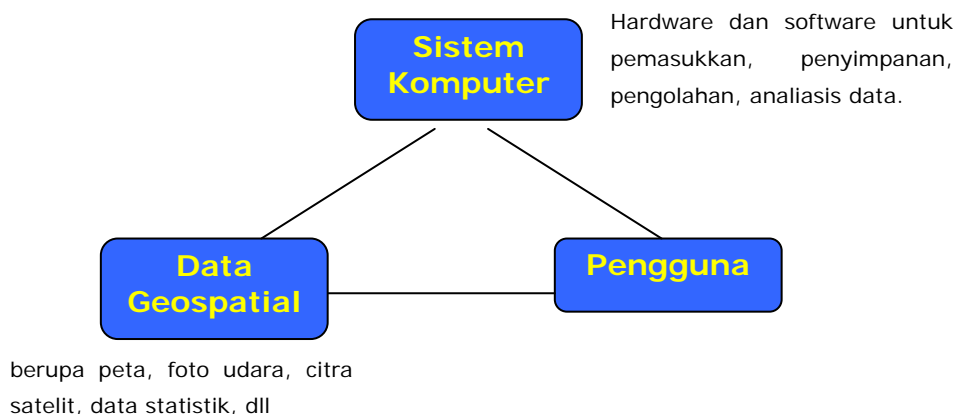 Sistem
Komputer
Hardware dan software untuk
pemasukkan, penyimpanan,
pengolahan, analiasis data.
Data
Geospatial
Pengguna
berupa peta, foto udara, citra
satelit, data statistik, dll